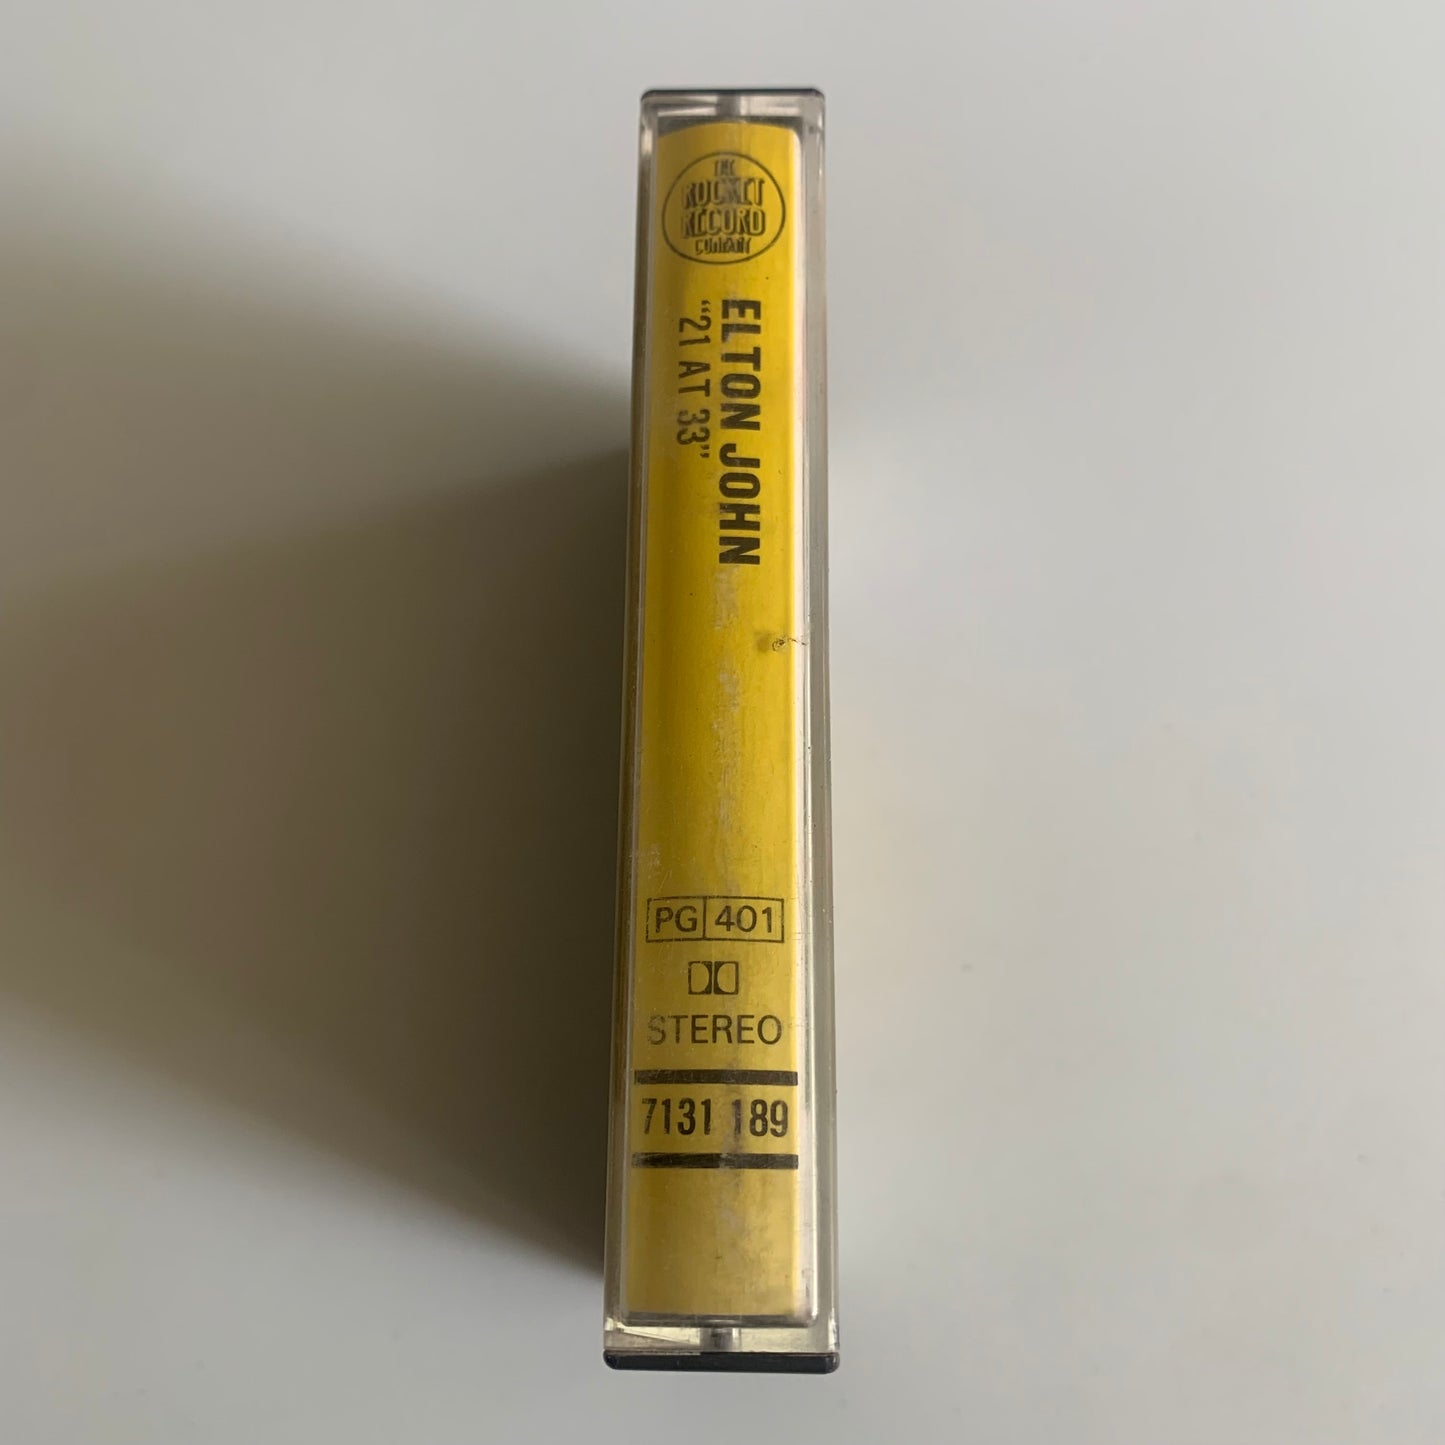 THE
ROCKET
RECORD
COMPANY
ELTON JOHN
"21 AT 33"
PG 401
STEREO
7131 189